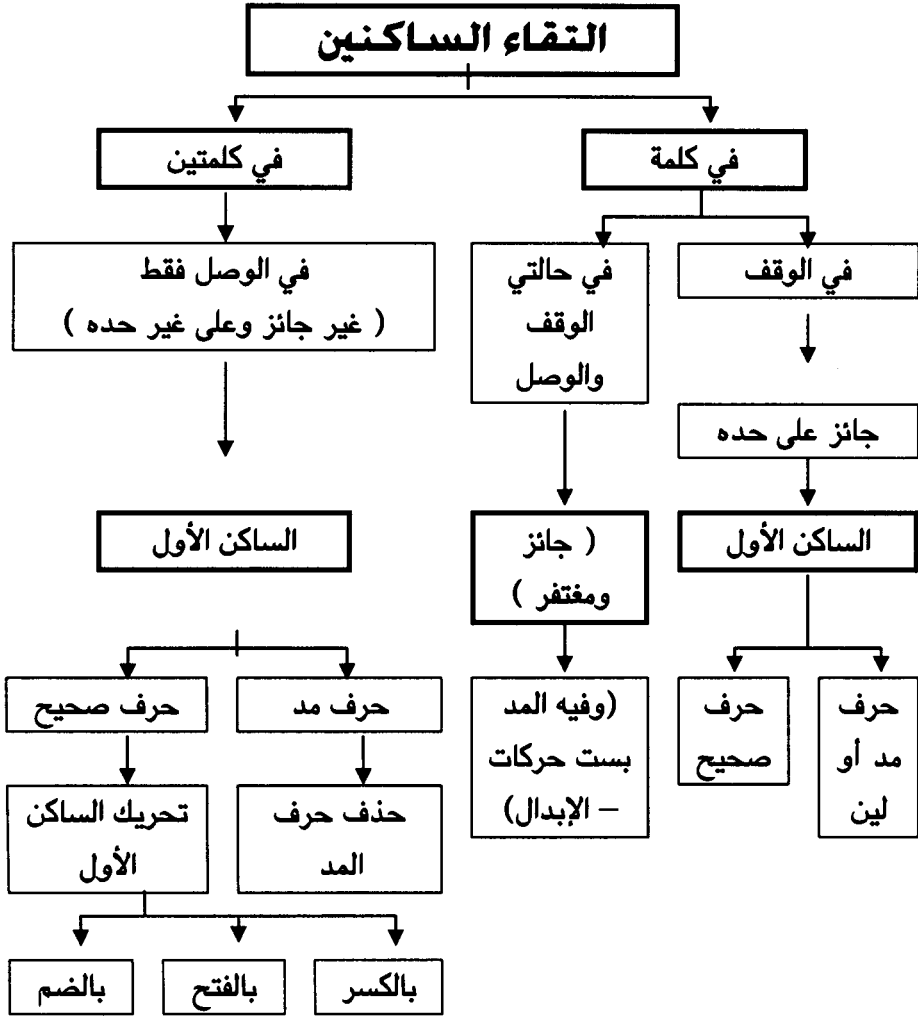 التقاء الساكنين
في كلمة
في كلمتين
في الوقف
في حالتي
الوقف
والوصل
في الوصل فقط
( غير جائز وعلى غير حده )
جائز على حده
الساكن الأول
( جائز
ومغتفر )
الساكن الأول
حرف
مد أو
لين
حرف
صحيح
(وفيه المد
بست حركات
– الإبدال)
حرف مد
حرف صحيح
حذف حرف
المد
تحريك الساكن
الأول
بالكسر
بالفتح
بالضم